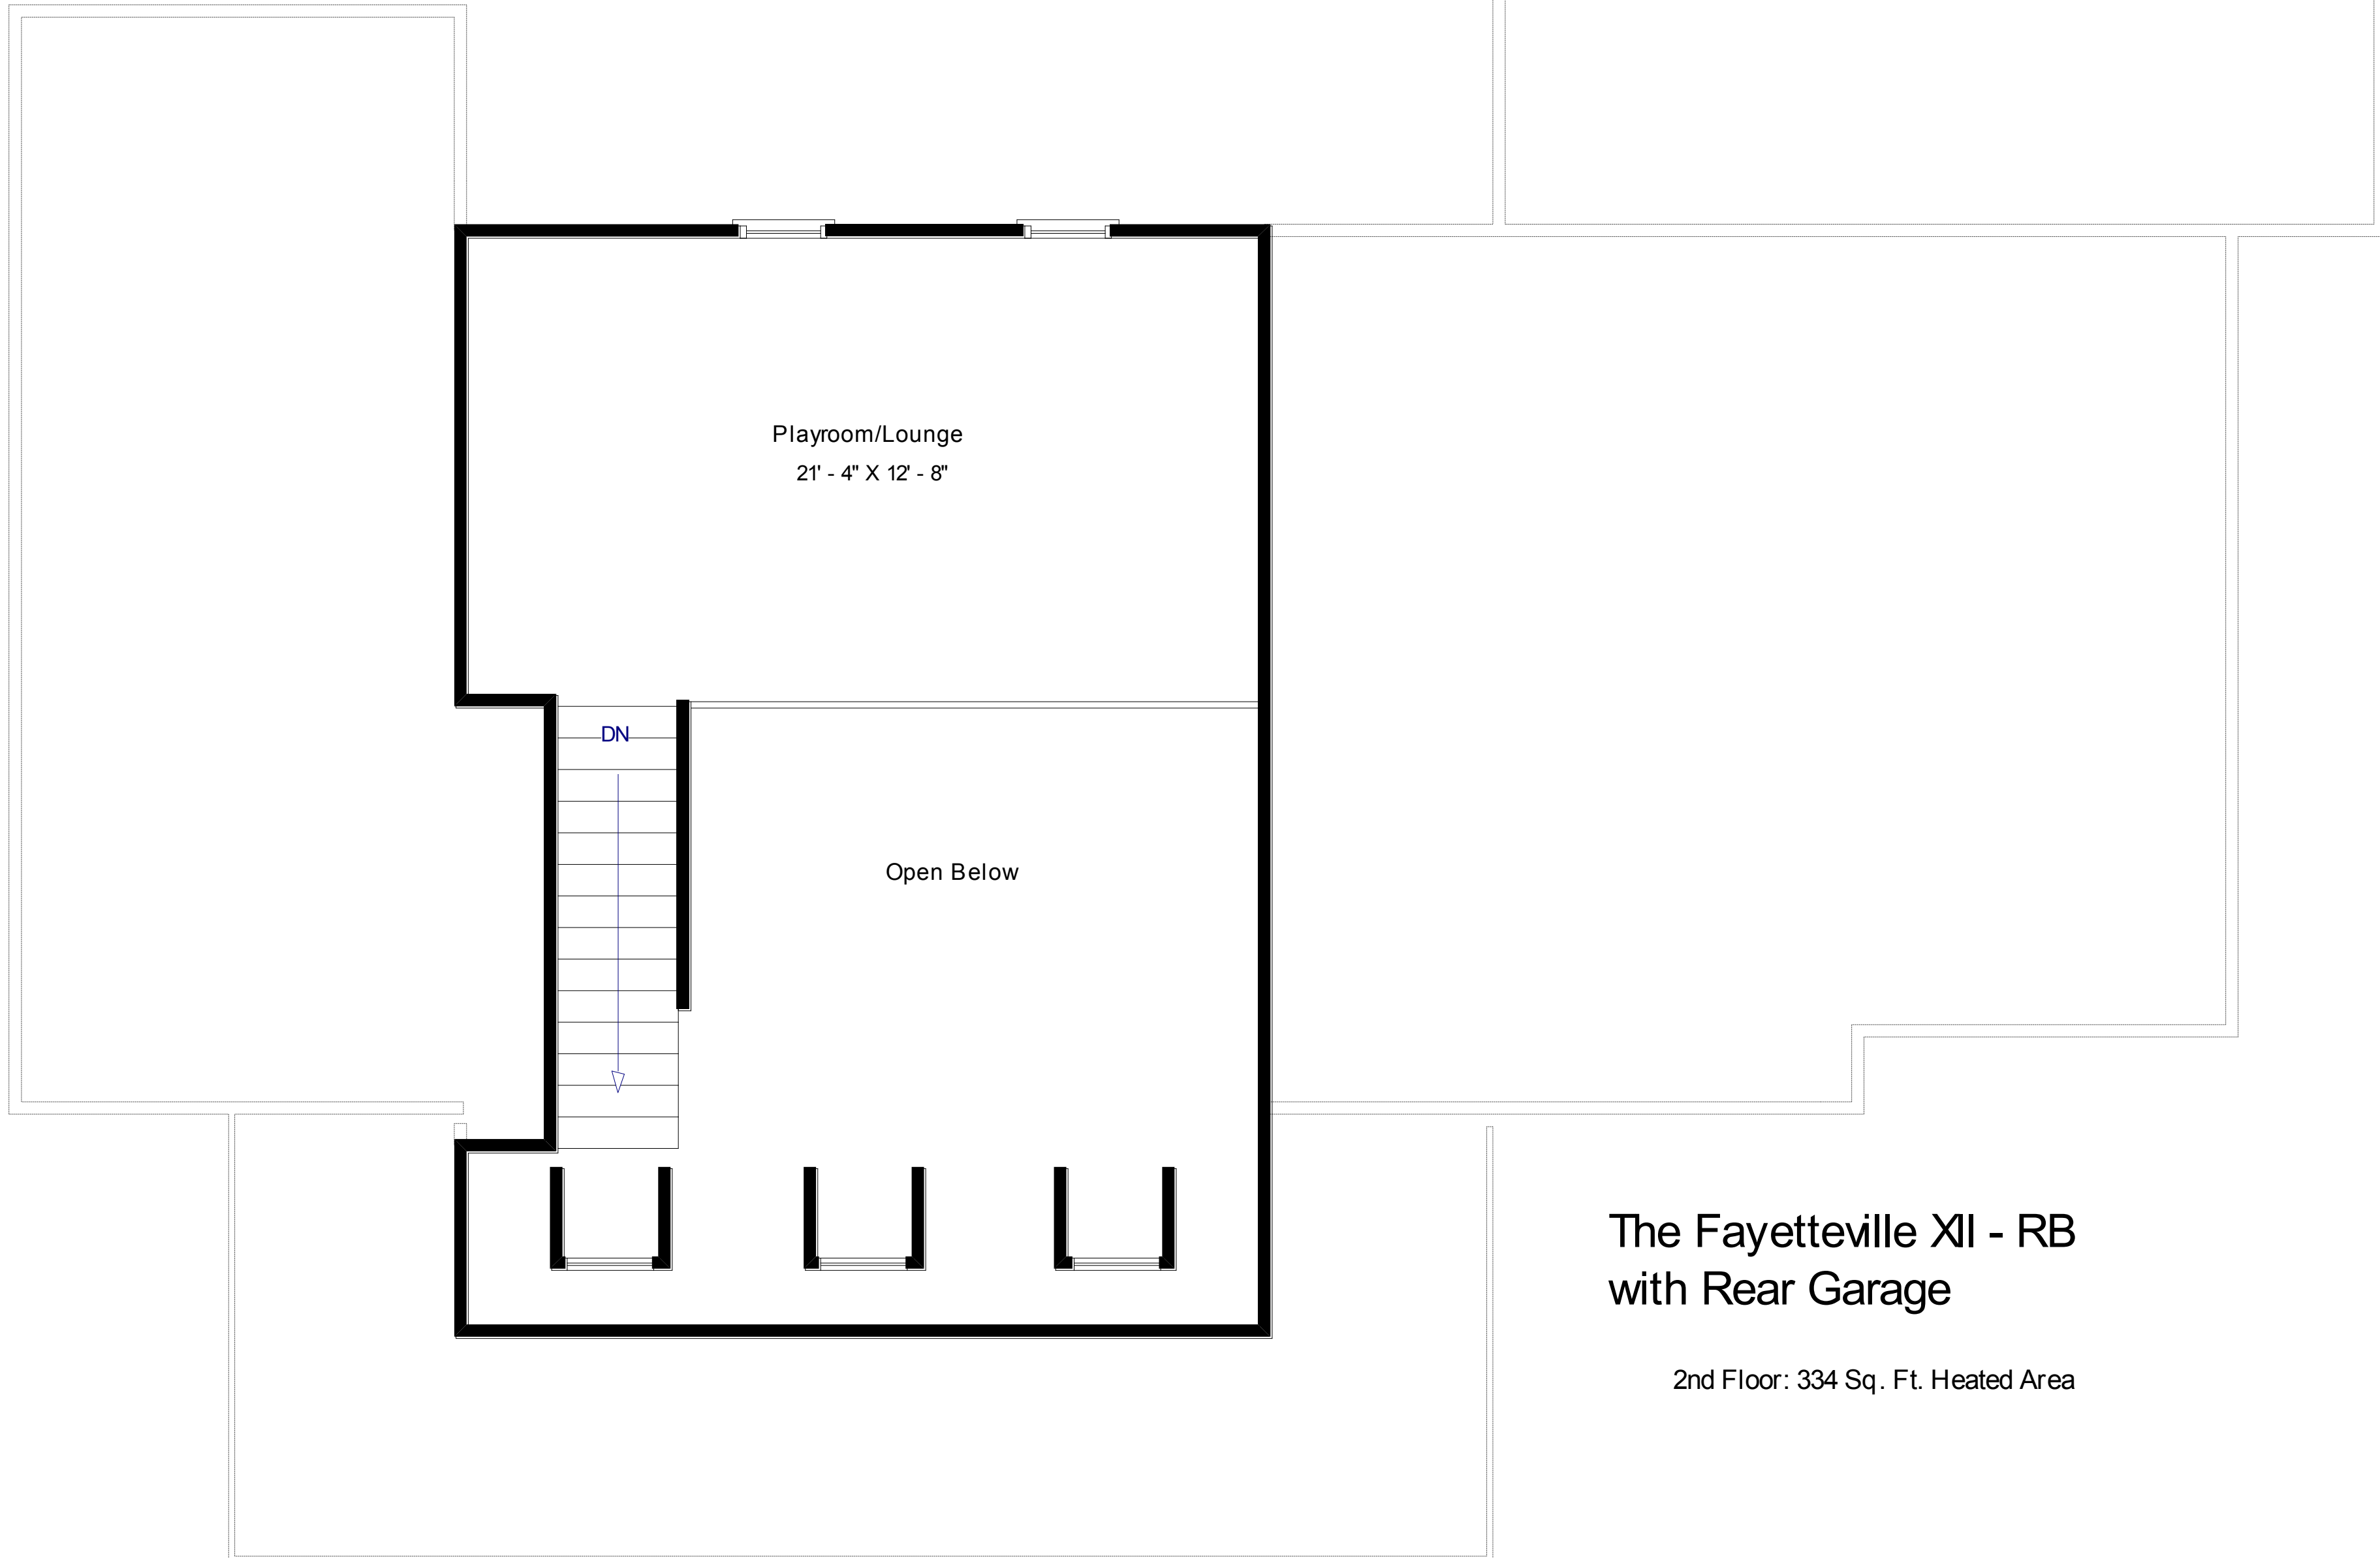 Playroom/Lounge
21' - 4" X 12' - 8"
DN
Open Below
The Fayetteville XII - RB
with Rear Garage
2nd Floor: 334 Sq. Ft. Heated Area